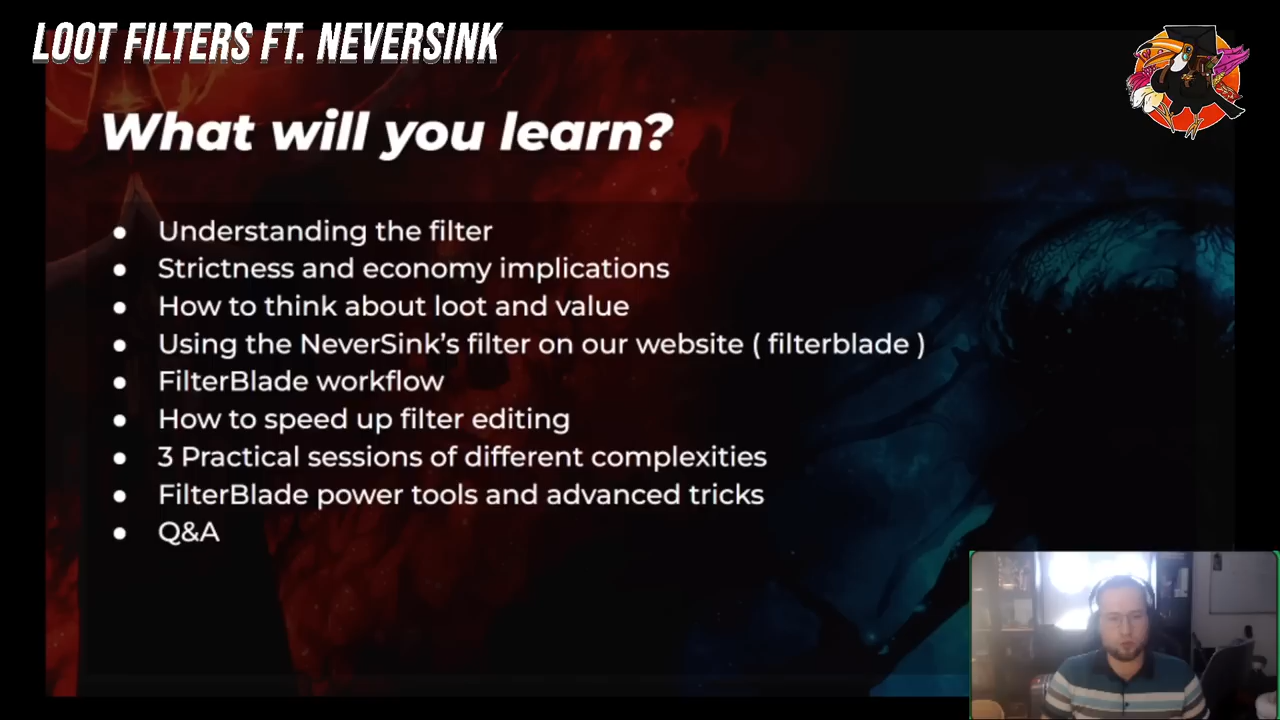 LOOT FILTERS FT. NEVERSINK
What will you learn?
● Understanding the filter
● Strictness and economy implications
● How to think about loot and value
● Using the NeverSink’s filter on our website ( filterblade )
● FilterBlade workflow
● How to speed up filter editing
● 3 Practical sessions of different complexities
● FilterBlade power tools and advanced tricks
● Q&A